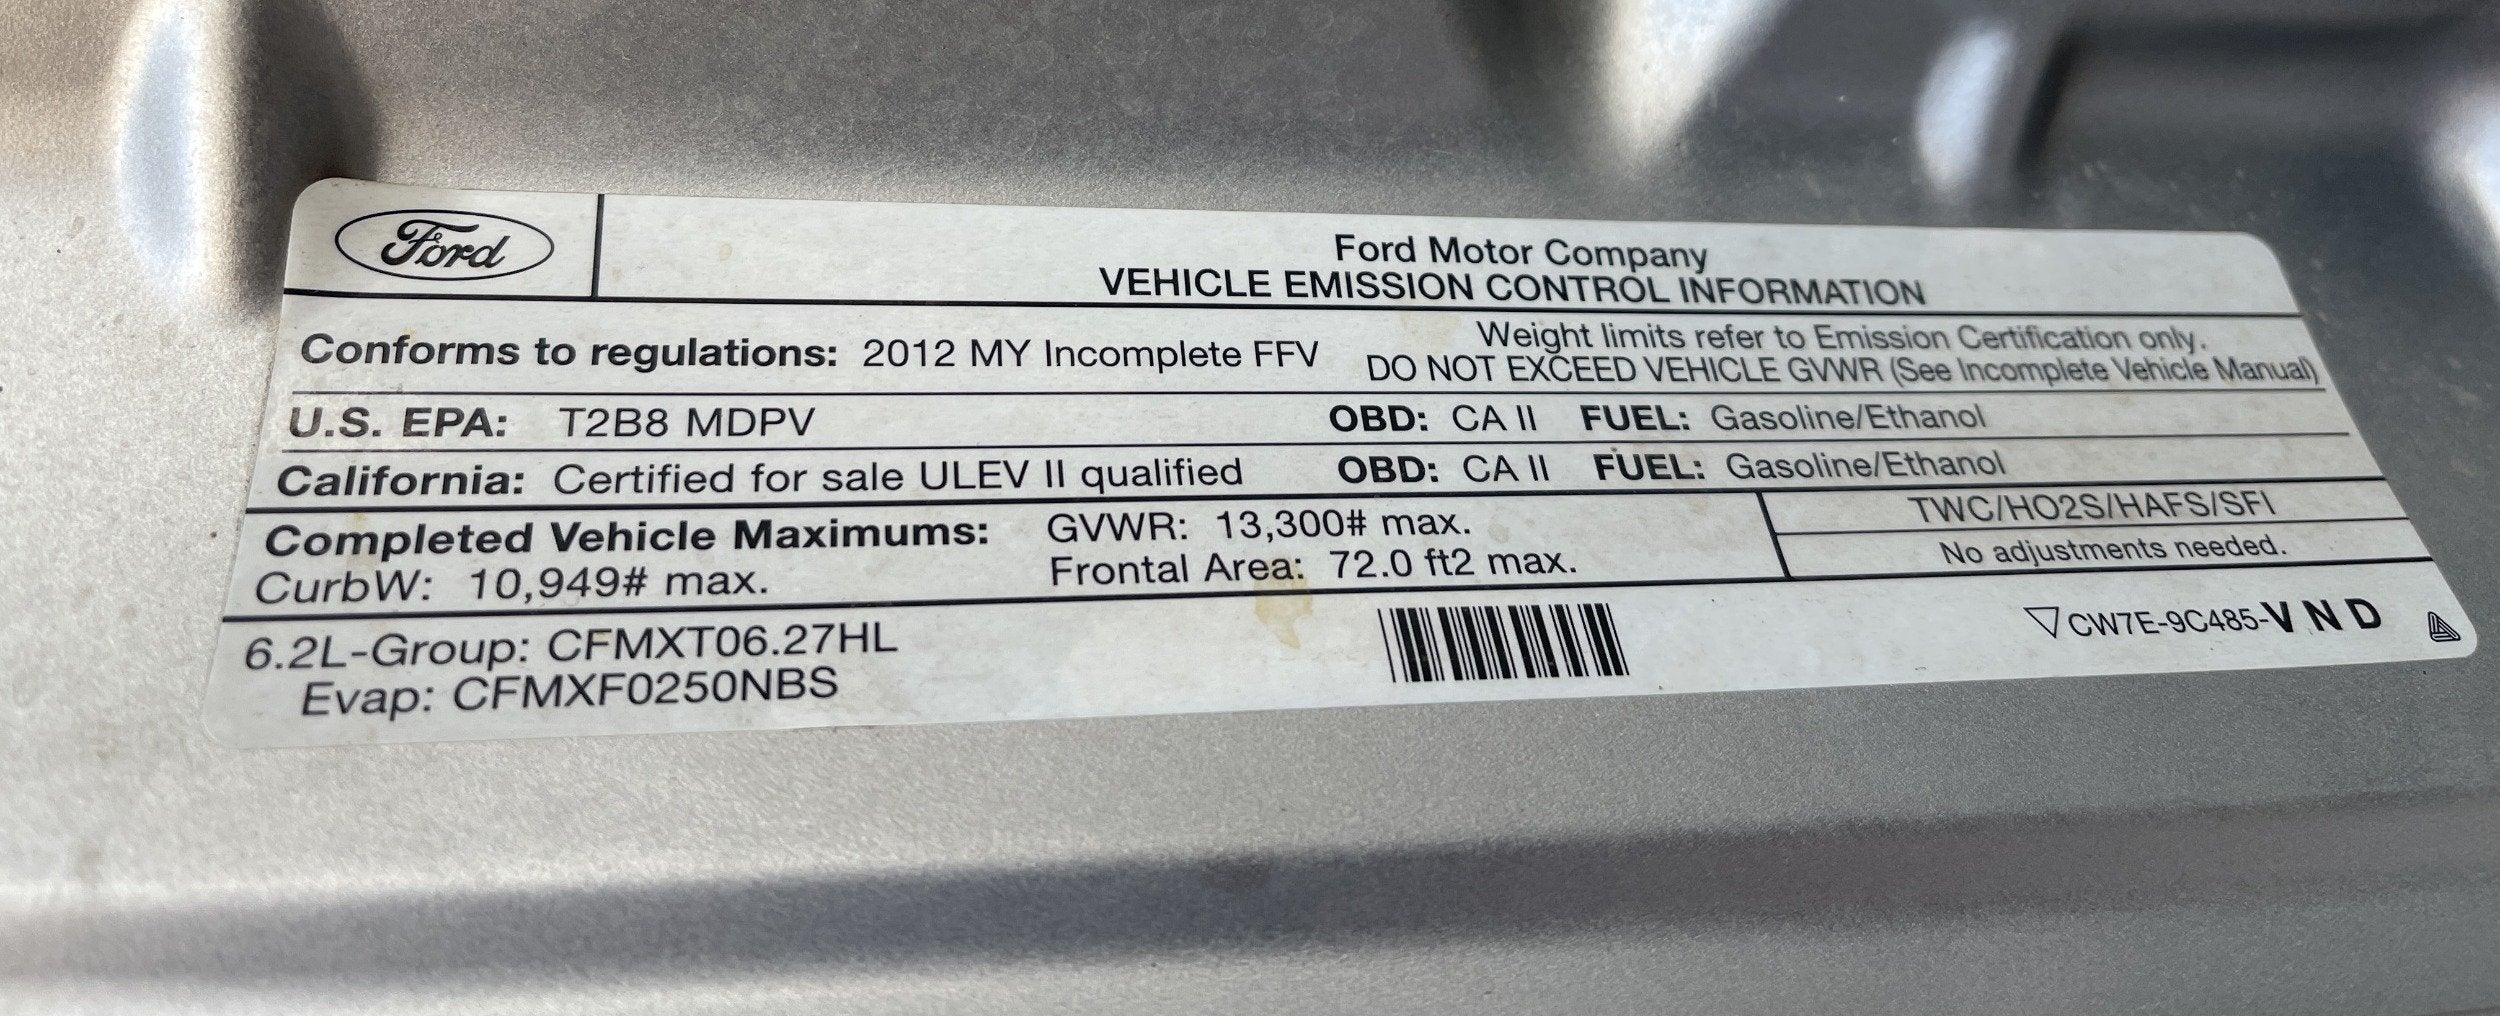 Ford
Ford Motor Company
VEHICLE EMISSION CONTROL INFORMATION
Conforms to regulations: 2012 MY Incomplete FFV
Weight limits refer to Emission Certification only.
DO NOT EXCEED VEHICLE GVWR (See Incomplete Vehicle Manual)
U.S. EPA: T2B8 MDPV OBD: CA II FUEL: Gasoline/Ethanol
California: Certified for sale ULEV II qualified OBD: CA II FUEL: Gasoline/Ethanol
Completed Vehicle Maximums: GVWR: 13,300# max.
CurbW: 10,949# max. Frontal Area: 72.0 ft2 max.
TWC/HO2S/HAFS/SFI
No adjustments needed.
6.2L-Group: CFMXT06.27HL
Evap: CFMXF0250NBS
CW7E-9C485-V N D